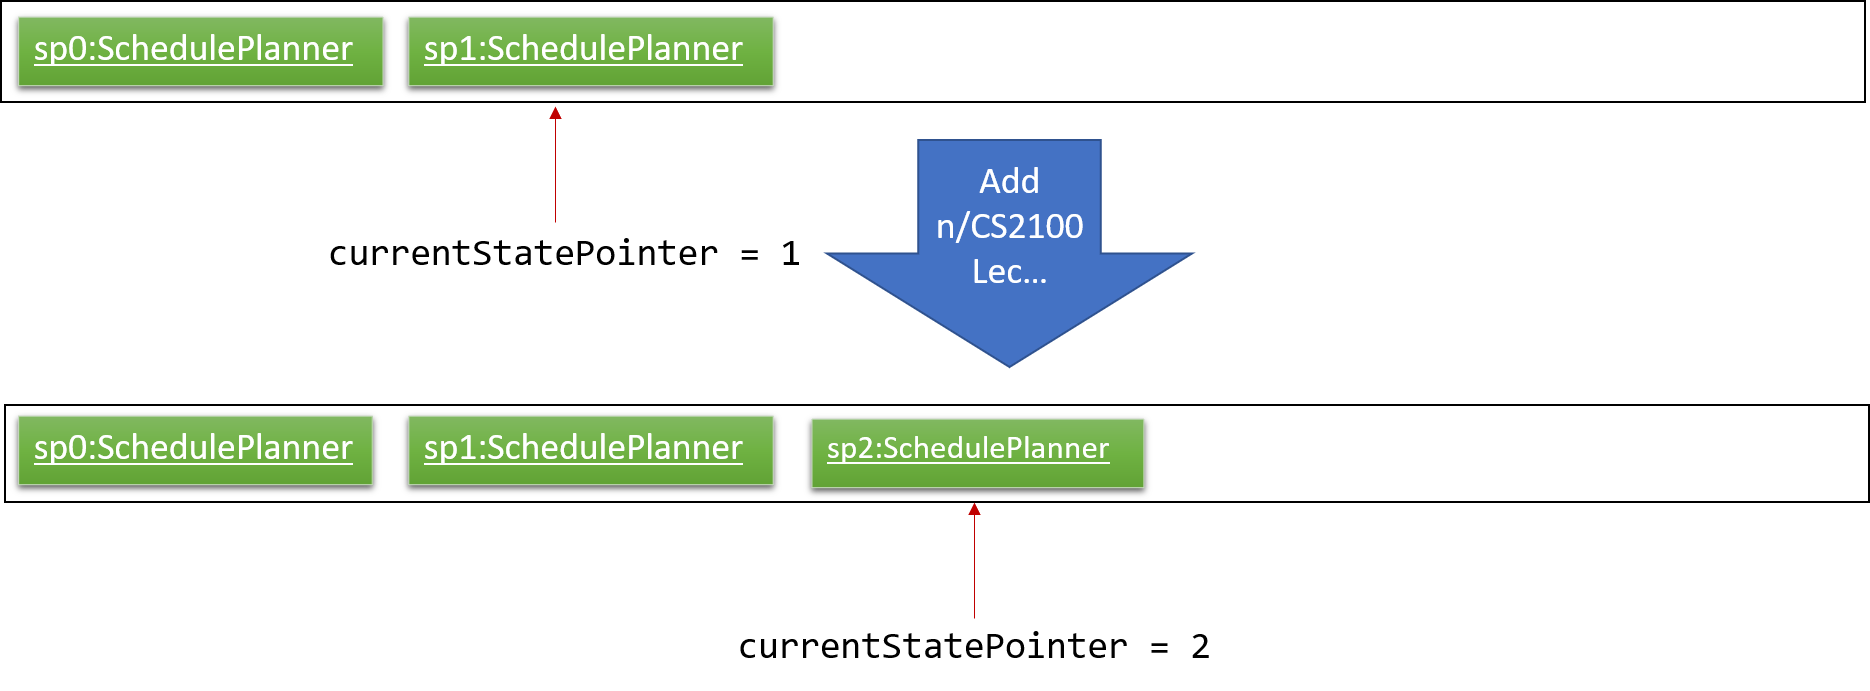 sp0:SchedulePlanner
sp1:SchedulePlanner
Add
n/CS2100
Lec...
currentStatePointer = 1
sp0:SchedulePlanner
sp1:SchedulePlanner
sp2:SchedulePlanner
currentStatePointer = 2